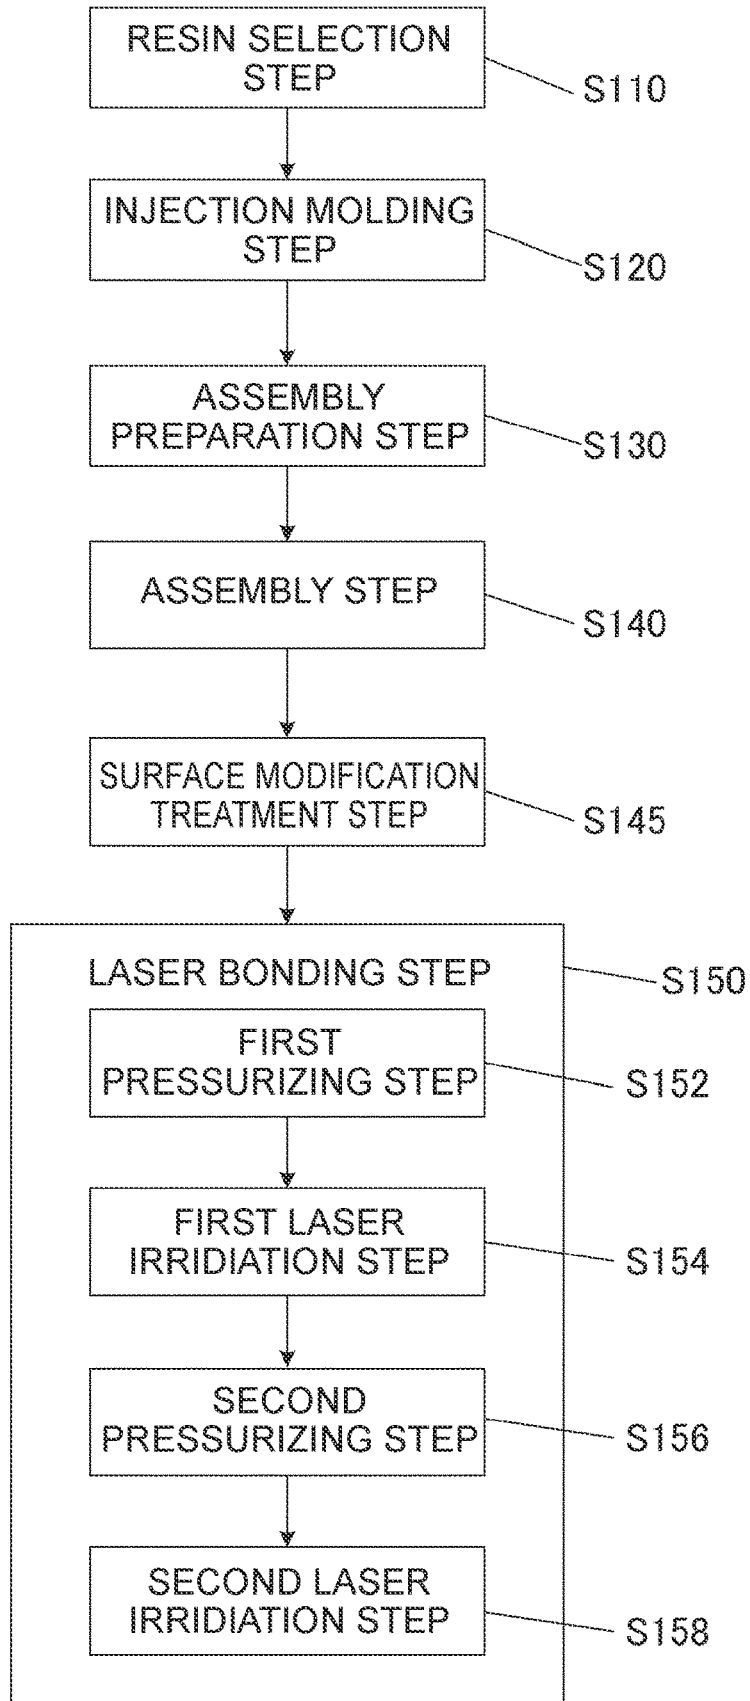 RESIN SELECTION
STEP
S110
INJECTION MOLDING
STEP
S120
ASSEMBLY
PREPARATION STEP
S130
ASSEMBLY STEP
S140
SURFACE MODIFICATION
TREATMENT STEP
S145
LASER BONDING STEP
S150
FIRST
PRESSURIZING STEP
S152
FIRST LASER
IRRIDIATION STEP
S154
SECOND
PRESSURIZING STEP
S156
SECOND LASER
IRRIDIATION STEP
S158